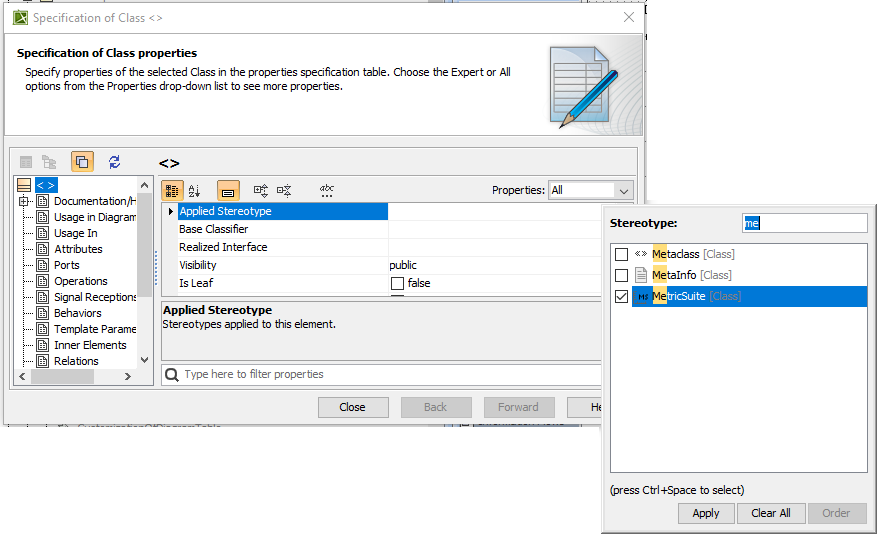 Specification of Class <>
Specification of Class properties
Specify properties of the selected Class in the properties specification table. Choose the Expert or All
options from the Properties drop-down list to see more properties.
<>
< >
Documentation/H
Usage in Diagram
Usage In
Attributes
Ports
Operations
Signal Receptions
Behaviors
Template Parame
Inner Elements
Relations
Properties: All
Applied Stereotype
Base Classifier
Realized Interface
Visibility public
Is Leaf false
Applied Stereotype
Stereotypes applied to this element.
Type here to filter properties
Close Back Forward He
CustomizationOfDiagramTable
Stereotype: me
Metaclass [Class]
MetaInfo [Class]
MetricSuite [Class]
(press Ctrl+Space to select)
Apply Clear All Order